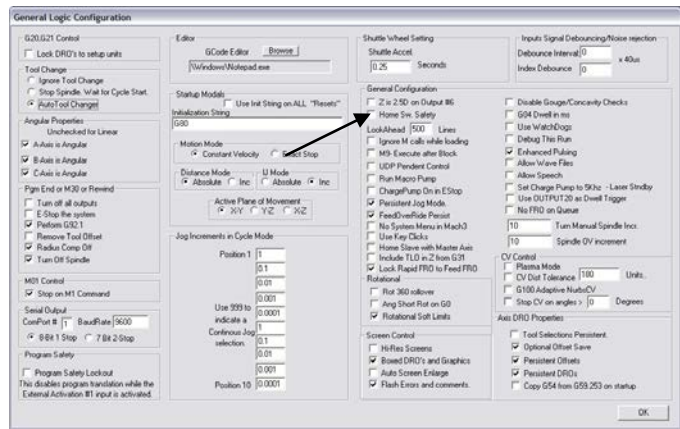 General Logic Configuration
G20,G21 Control
Lock DRO's to setup units
Tool Change
Ignore Tool Change
Stop Spindle. Wait for Cycle Start.
Auto Tool Changer
Angular Properties
Unchecked for Linear
A-Axis is Angular
B-Axis is Angular
C-Axis is Angular
Pgm End or M30 or Rewind
Turn off all outputs
E-Stop the system
Perform G92.1
Remove Tool Offset
Radius Comp Off
Turn Off Spindle
M01 Control
Stop on M1 Command
Serial Output
ComPort # 1 BaudRate 9600
8-Bit 1 Stop 7 Bit 2-Stop
Program Safety
Program Safety Lockout
This disables program translation while the
External Activation #1 input is activated.
Editor
GCode Editor Browse
\Windows\Notepad.exe
Startup Modals
Use Init String on ALL "Resets"
Initialization String
G80
Motion Mode
Constant Velocity Exact Stop
Distance Mode
Absolute Inc
IJ Mode
Absolute Inc
Active Plane of Movement
X-Y Y-Z X-Z
Jog Increments in Cycle Mode
Position 1 1
0.1
0.01
0.001
Use 999 to 0.0001
indicate a
Continous Jog 1
selection. 0.1
0.01
0.001
Position 10 0.0001
Shuttle Wheel Setting
Shuttle Accel.
0.25 Seconds
General Configuration
Z is 2.5D on Output #6
Home Sw. Safety
LookAhead 500 Lines
Ignore M calls while loading
M9- Execute after Block
UDP Pendent Control
Run Macro Pump
ChargePump On in EStop
Persistent Jog Mode.
FeedOverRide Persist
No System Menu in Mach3
Use Key Clicks
Home Slave with Master Axis
Include TLO in Z from G31
Lock Rapid FRO to Feed FRO
Rotational
Rot 360 rollover
Ang Short Rot on G0
Rotational Soft Limits
Screen Control
Hi-Res Screens
Boxed DRO's and Graphics
Auto Screen Enlarge
Flash Errors and comments.
Inputs Signal Debouncing/Noise rejection
Debounce Interval: 0
x 40us
Index Debounce 0
Disable Gouge/Concavity Checks
G04 Dwell in ms
Use WatchDogs
Debug This Run
Enhanced Pulsing
Allow Wave Files
Allow Speech
Set Charge Pump to 5Khz - Laser Stndby
Use OUTPUT20 as Dwell Trigger
No FRO on Queue
10 Turn Manual Spindle Incr.
10 Spindle OV increment
CV Control
Plasma Mode
CV Dist Tolerance 180 Units..
G100 Adaptive NurbsCV
Stop CV on angles > 0 Degrees
Axis DRO Properties
Tool Selections Persistent.
Optional Offset Save
Persistent Offsets
Persistent DROs
Copy G54 from G59.253 on startup
OK